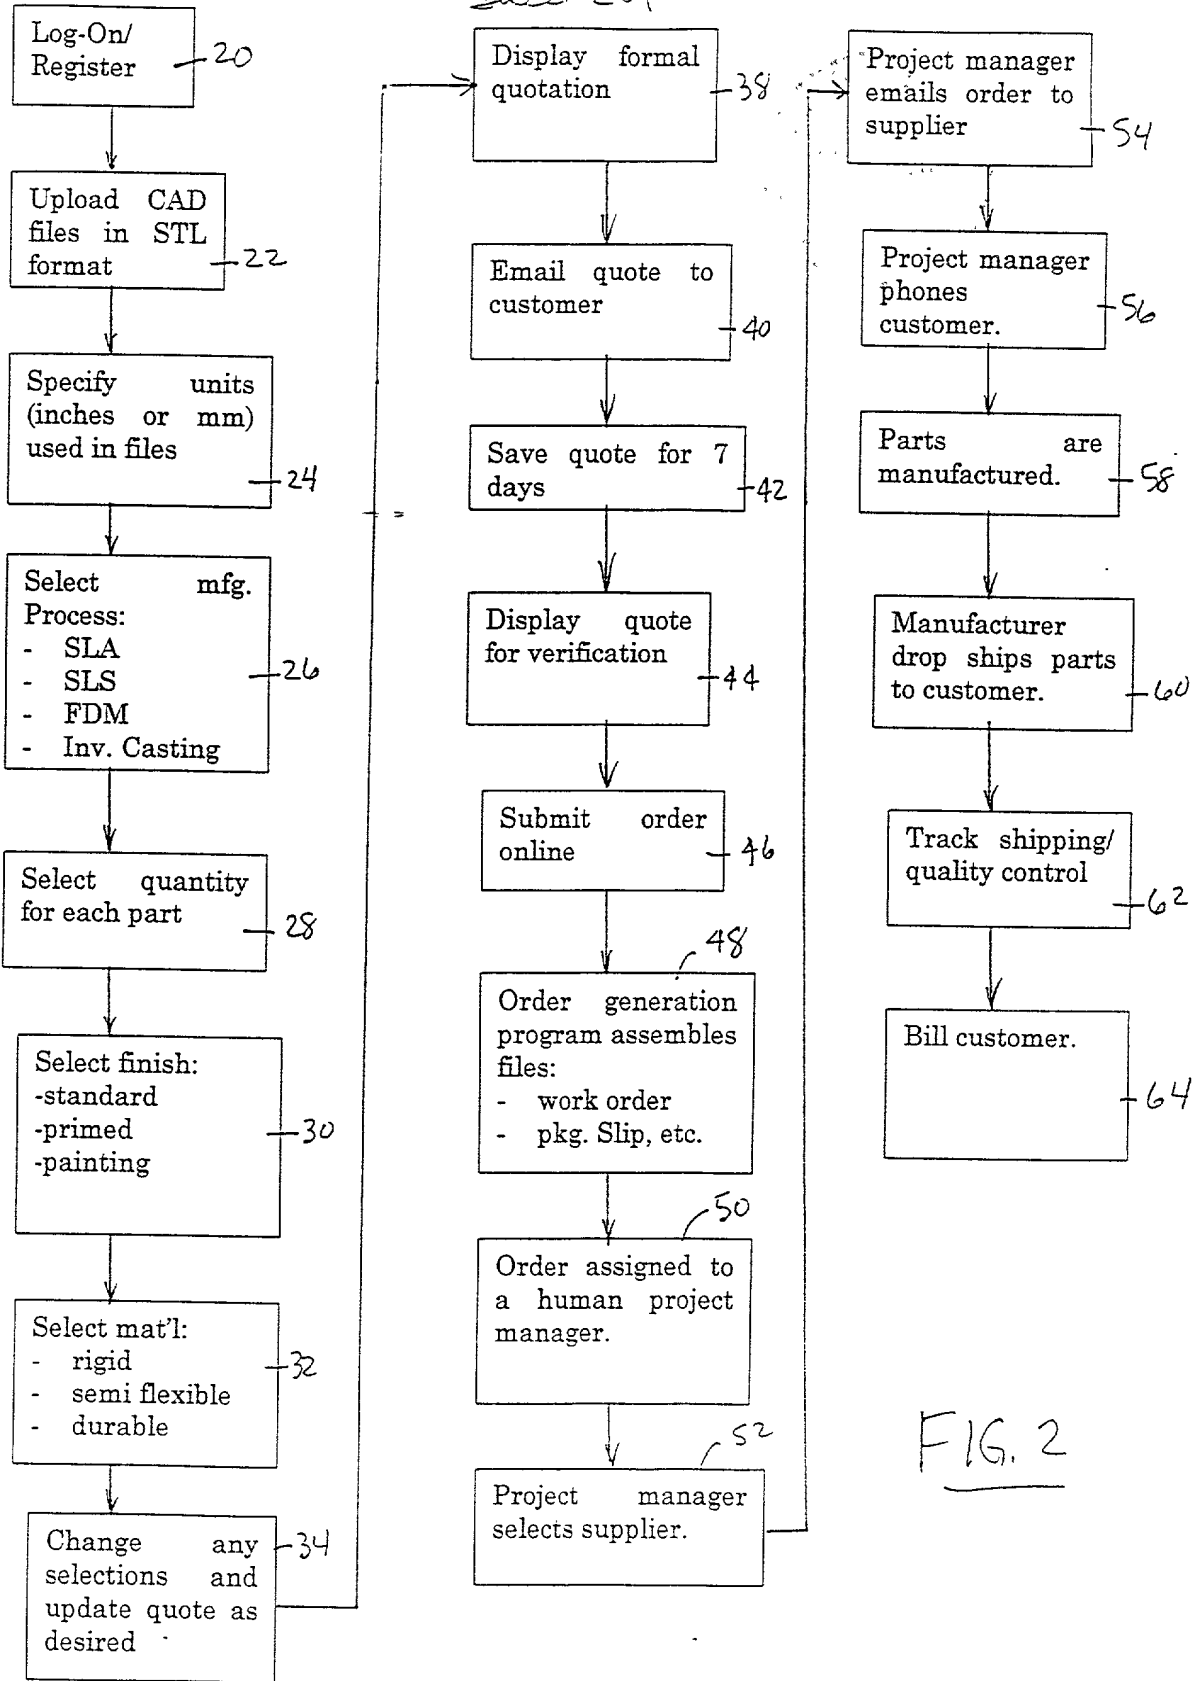 Log-On/
Register
20
Upload CAD
files in STL
format
22
Specify units
(inches or mm)
used in files
24
Select mfg.
Process:
- SLA
- SLS
- FDM
- Inv. Casting
26
Select quantity
for each part
28
Select finish:
-standard
-primed
-painting
30
Select mat'l:
- rigid
- semi flexible
- durable
32
Change any
selections and
update quote as
desired
34
Display formal
quotation
38
Email quote to
customer
40
Save quote for 7
days
42
Display quote
for verification
44
Submit order
online
46
48
Order generation
program assembles
files:
- work order
- pkg. Slip, etc.
50
Order assigned to
a human project
manager.
52
Project manager
selects supplier.
Project manager
emails order to
supplier
54
Project manager
phones
customer.
56
Parts are
manufactured.
58
Manufacturer
drop ships parts
to customer.
60
Track shipping/
quality control
62
Bill customer.
64
FIG. 2